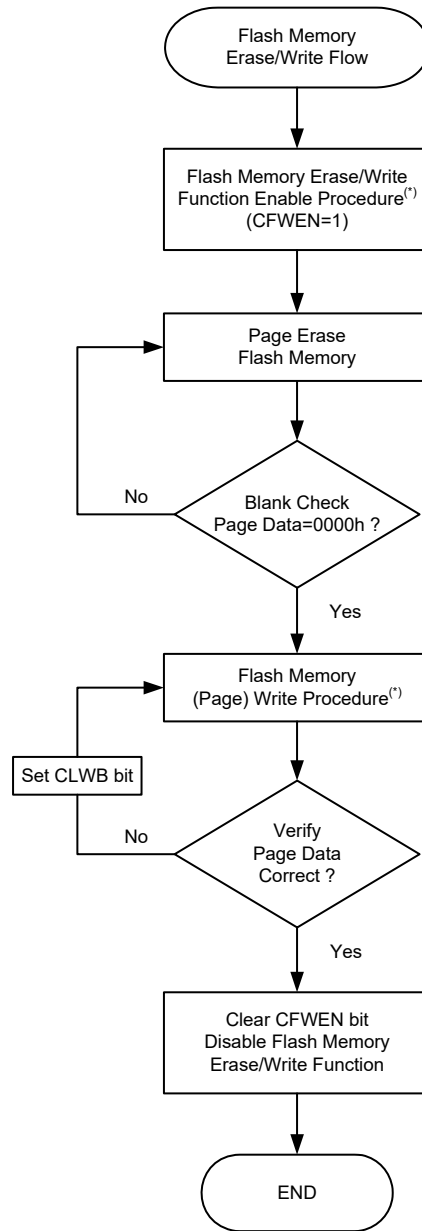 Flash Memory
Erase/Write Flow
Flash Memory Erase/Write
Function Enable Procedure(*)
(CFWEN=1)
Page Erase
Flash Memory
No
Blank Check
Page Data=0000h ?
Yes
Flash Memory
(Page) Write Procedure(*)
Set CLWB bit
No
Verify
Page Data
Correct ?
Yes
Clear CFWEN bit
Disable Flash Memory
Erase/Write Function
END